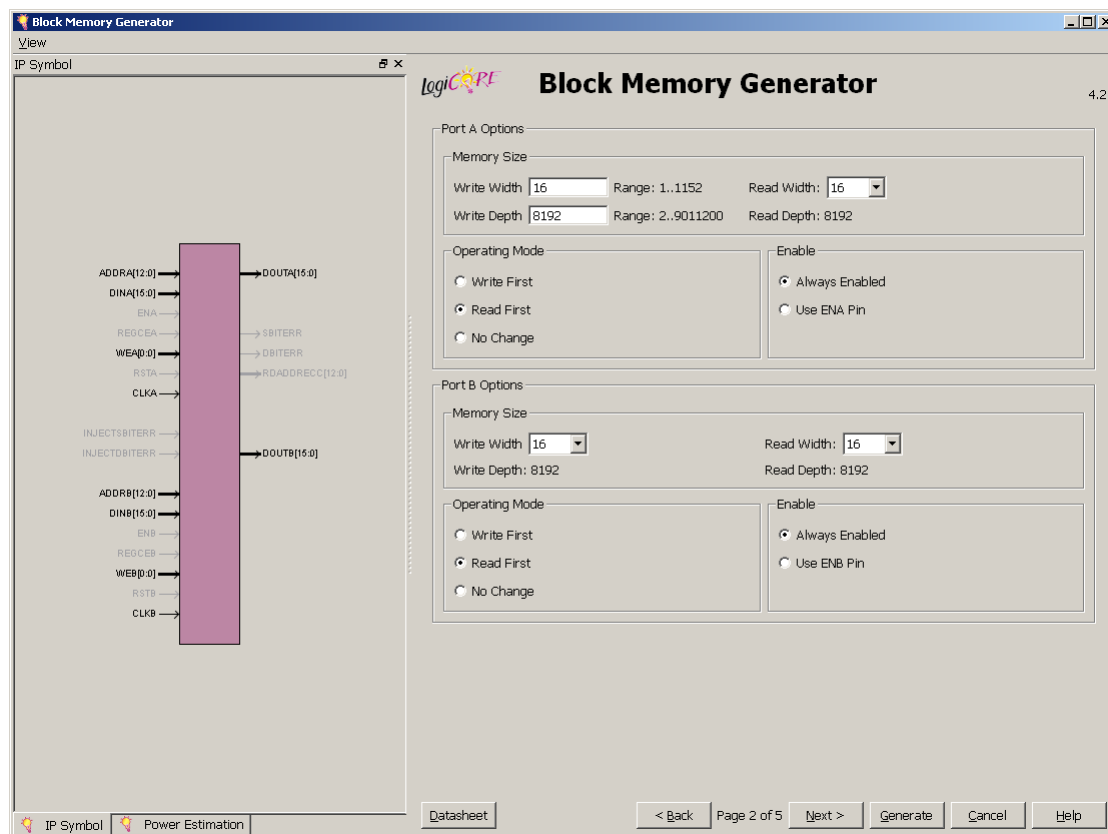 Block Memory Generator
View
IP Symbol
LogiCORE
Block Memory Generator
4.2
ADDRA[12:0]
DOUTA[15:0]
DINA[15:0]
ENA
REGCEA
SBITERR
WEA[0:0]
DBITERR
RSTA
RDADDRECC[12:0]
CLKA
INJECTSBITERR
INJECTDBITERR
DOUTB[15:0]
ADDRB[12:0]
DINB[15:0]
ENB
REGCEB
WEB[0:0]
RSTB
CLKB
Port A Options
Memory Size
Write Width 16 Range: 1..1152 Read Width: 16
Write Depth 8192 Range: 2..9011200 Read Depth: 8192
Operating Mode
Write First
Read First
No Change
Enable
Always Enabled
Use ENA Pin
Port B Options
Memory Size
Write Width 16 Read Width: 16
Write Depth: 8192 Read Depth: 8192
Operating Mode
Write First
Read First
No Change
Enable
Always Enabled
Use ENB Pin
IP Symbol Power Estimation
Datasheet < Back Page 2 of 5 Next > Generate Cancel Help